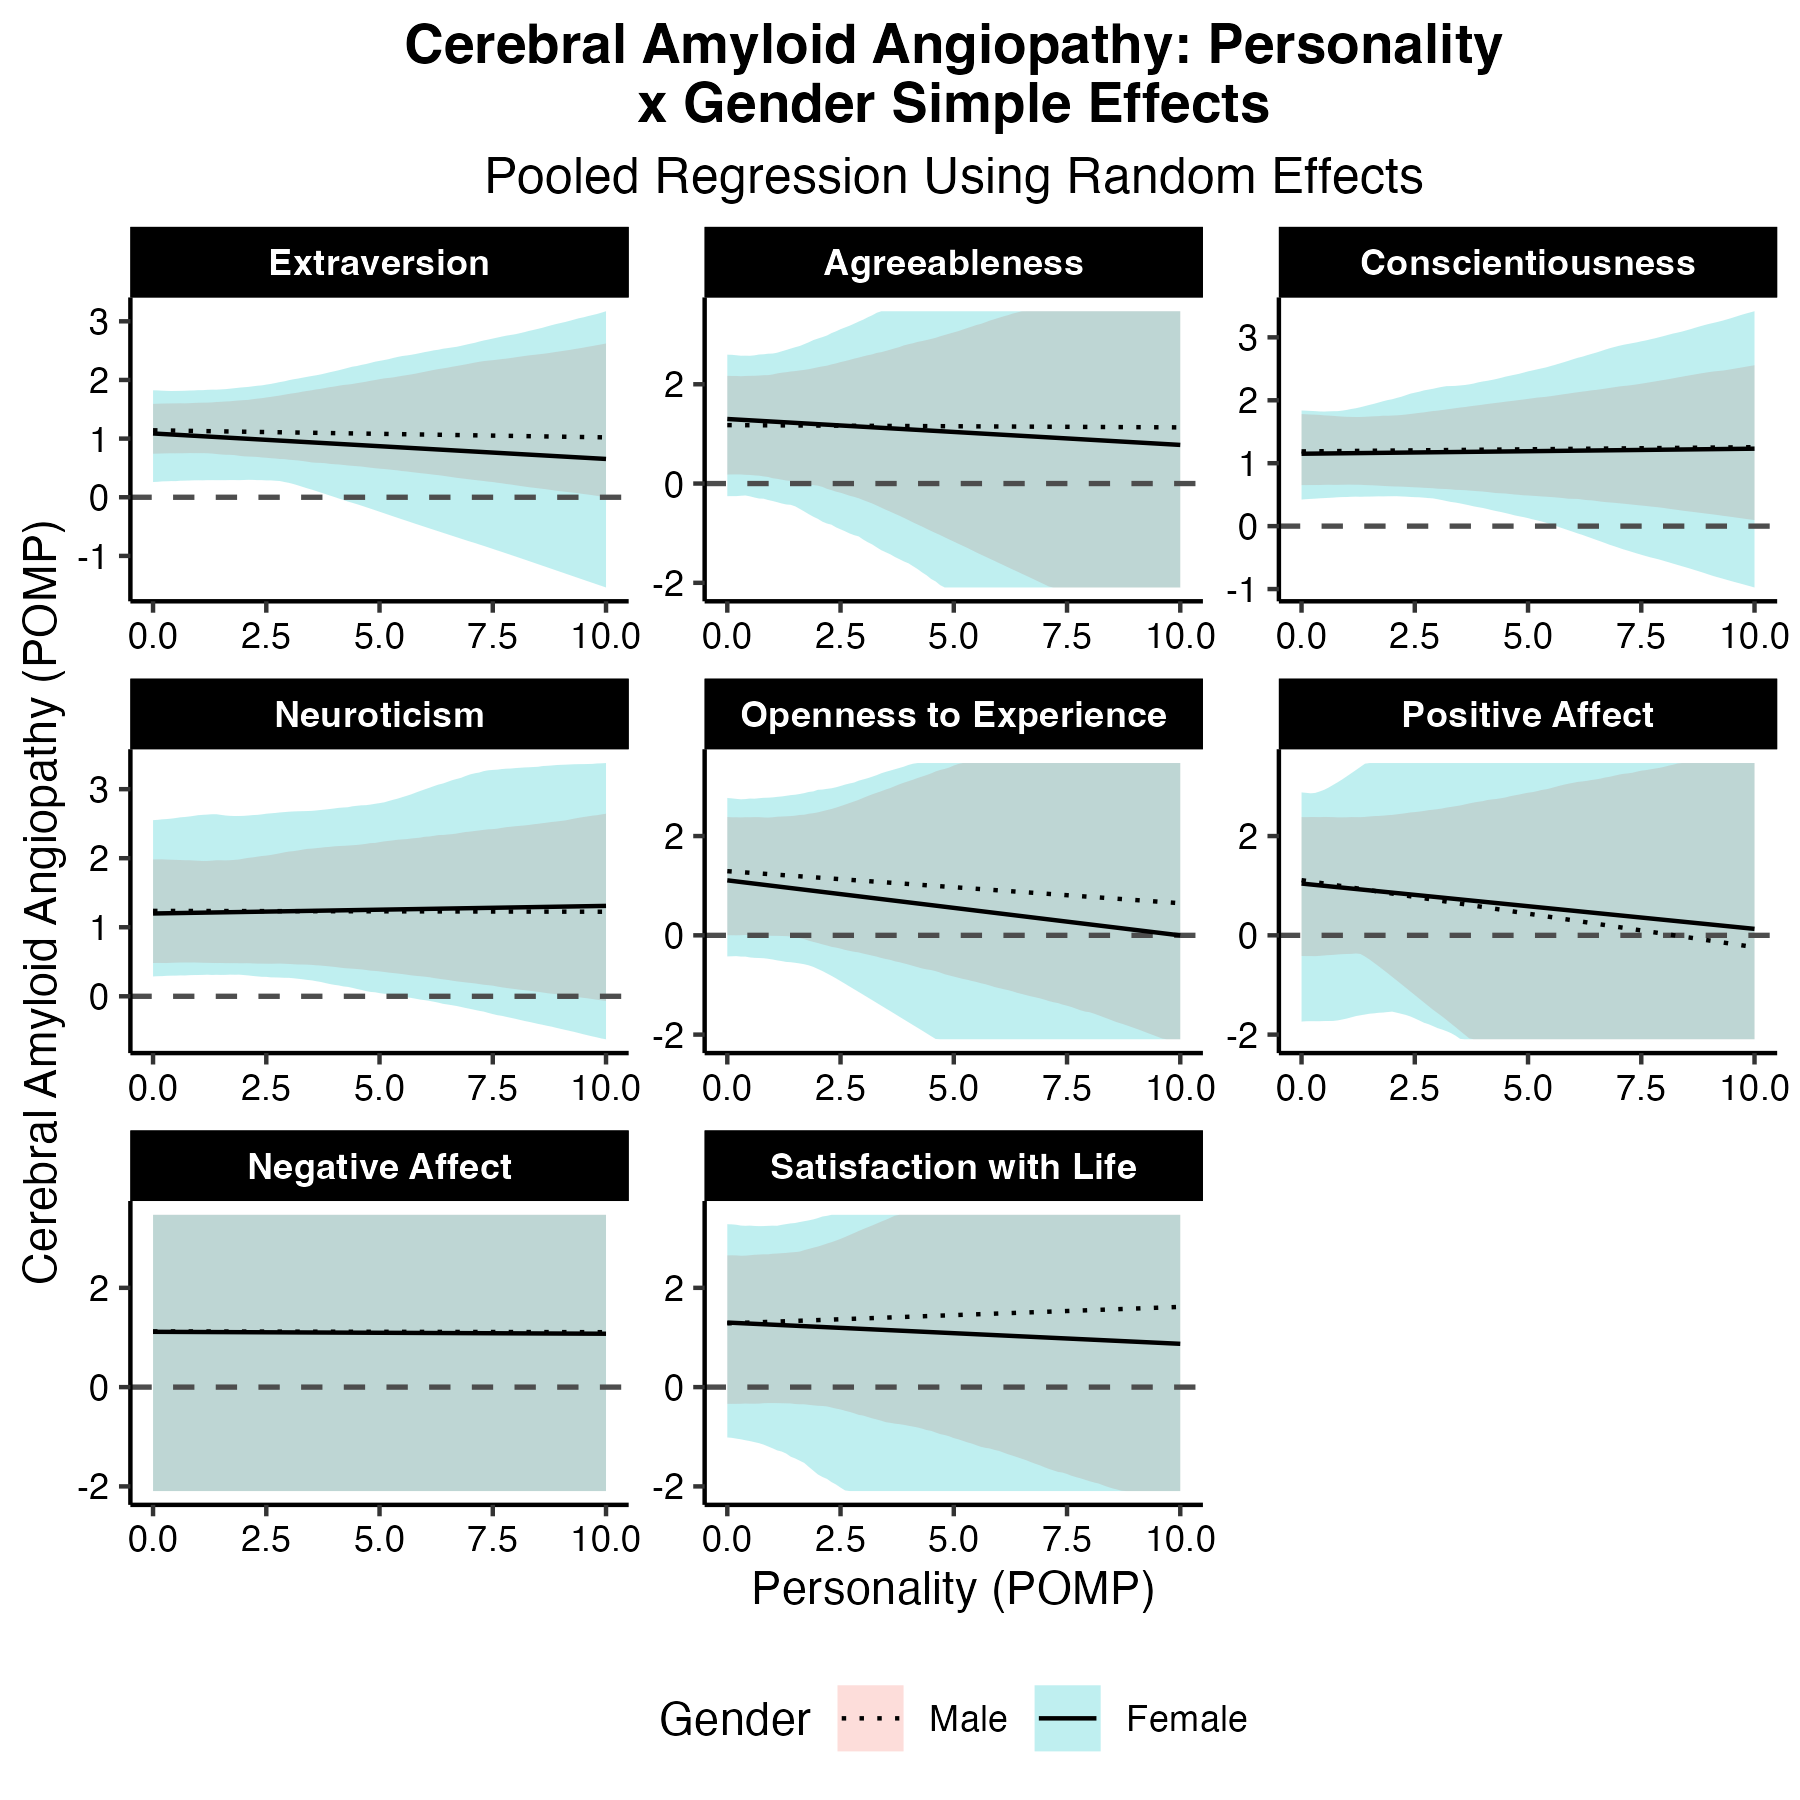 Cerebral Amyloid Angiopathy: Personality
x Gender Simple Effects
Pooled Regression Using Random Effects
Cerebral Amyloid Angiopathy (POMP)
Extraversion
3
2
1
0
-1
0.0 2.5 5.0 7.5 10.0
Agreeableness
2
0
-2
0.0 2.5 5.0 7.5 10.0
Conscientiousness
3
2
1
0
-1
0.0 2.5 5.0 7.5 10.0
Neuroticism
3
2
1
0
0.0 2.5 5.0 7.5 10.0
Openness to Experience
2
0
-2
0.0 2.5 5.0 7.5 10.0
Positive Affect
2
0
-2
0.0 2.5 5.0 7.5 10.0
Negative Affect
2
0
-2
0.0 2.5 5.0 7.5 10.0
Satisfaction with Life
2
0
-2
0.0 2.5 5.0 7.5 10.0
Personality (POMP)
Gender Male Female